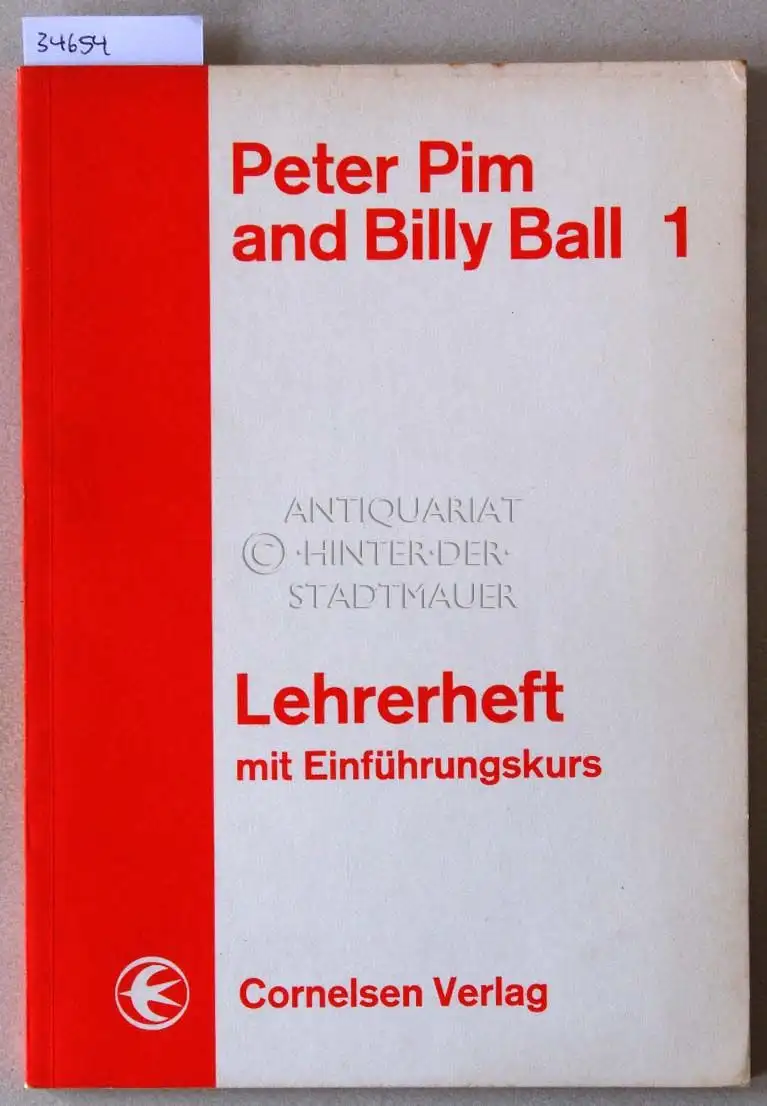 34654
Peter Pim
and Billy Ball 1
ANTIQUARIAT
© ·HINTER·DER·
STADTMAUER
Lehrerheft
mit Einführungskurs
Cornelsen Verlag